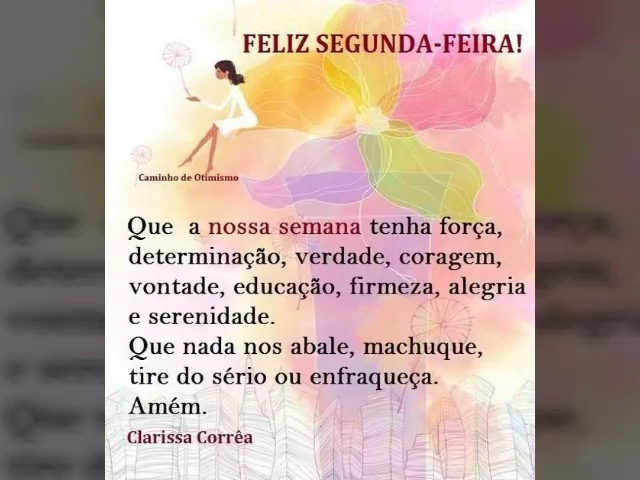 FELIZ SEGUNDA-FEIRA!
Caminho de Otimismo
Que a nossa semana tenha força,
determinação, verdade, coragem,
vontade, educação, firmeza, alegria
e serenidade.
Que nada nos abale, machuque,
tire do sério ou enfraqueça.
Amém.
Clarissa Corrêa